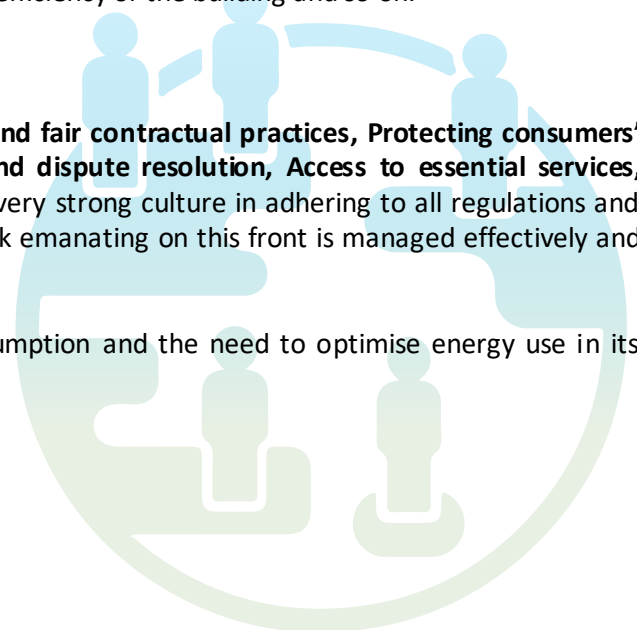 efficiency of the building and so on.
nd fair contractual practices, Protecting consumers’
nd dispute resolution, Access to essential services,
very strong culture in adhering to all regulations and
k emanating on this front is managed effectively and
umption and the need to optimise energy use in its